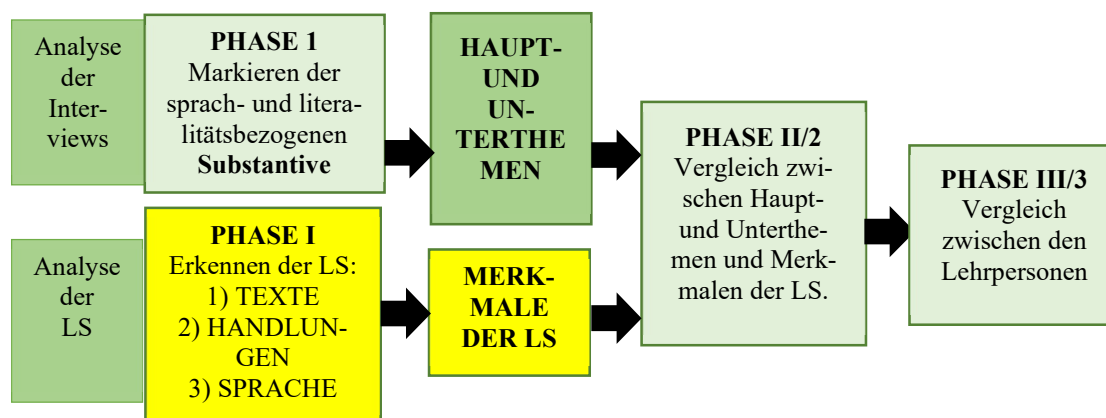 Analyse
der
Inter-
views
PHASE 1
Markieren der
sprach- und litera-
litätsbezogenen
Substantive
HAUPT-
UND
UN-
TERTHE
MEN
Analyse
der
LS
PHASE I
Erkennen der LS:
1) TEXTE
2) HANDLUN-
GEN
3) SPRACHE
MERK-
MALE
DER LS
PHASE II/2
Vergleich zwi-
schen Haupt-
und Unterthe-
men und Merk-
malen der LS.
PHASE III/3
Vergleich
zwischen den
Lehrpersonen